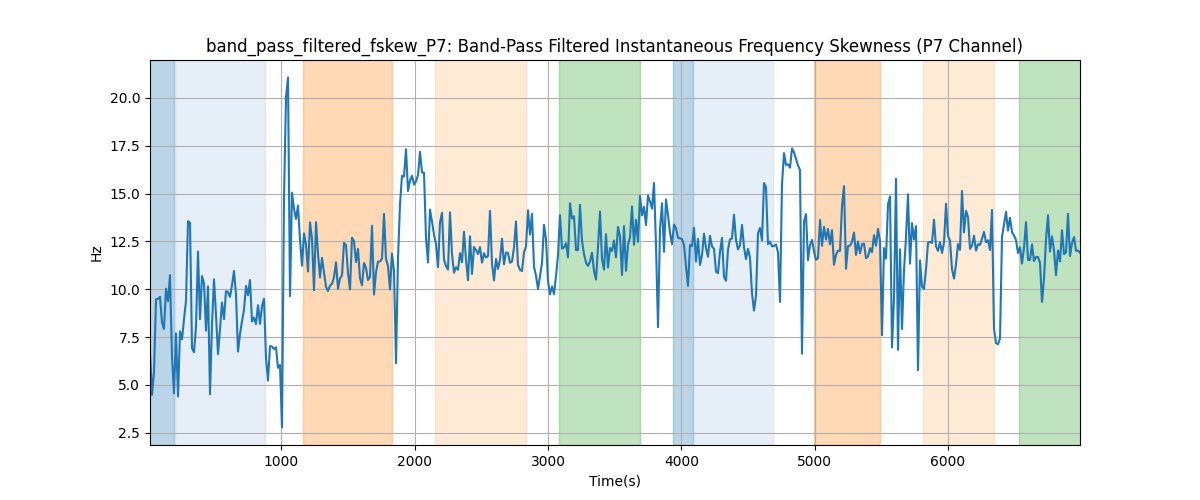 band_pass_filtered_fskew_P7: Band-Pass Filtered Instantaneous Frequency Skewness (P7 Channel)
20.0
17.5
15.0
12.5
10.0
7.5
5.0
2.5
Hz
1000 2000 3000 4000 5000 6000
Time(s)